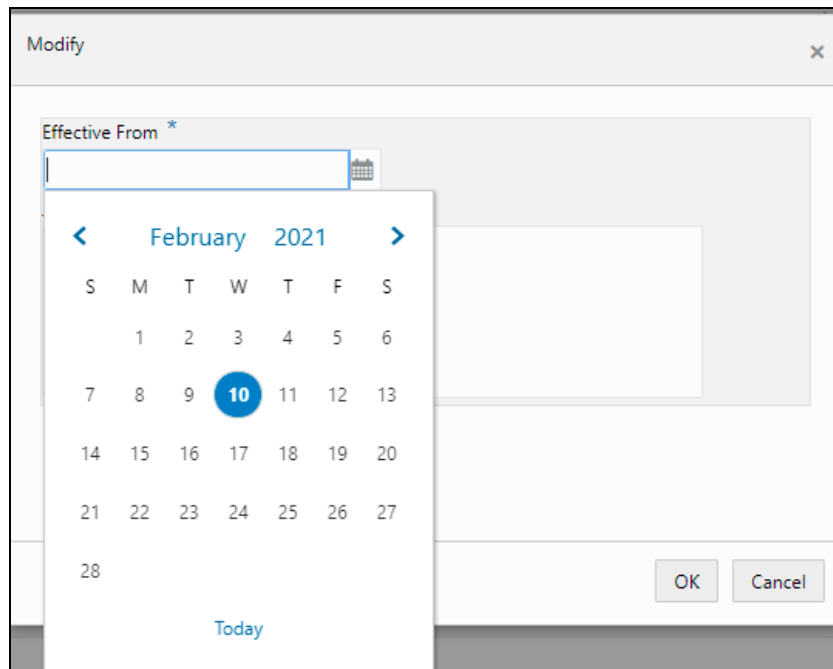 Modify ×
Effective From *
February 2021
S M T W T F S
1 2 3 4 5 6
7 8 9 10 11 12 13
14 15 16 17 18 19 20
21 22 23 24 25 26 27
28
OK Cancel
Today